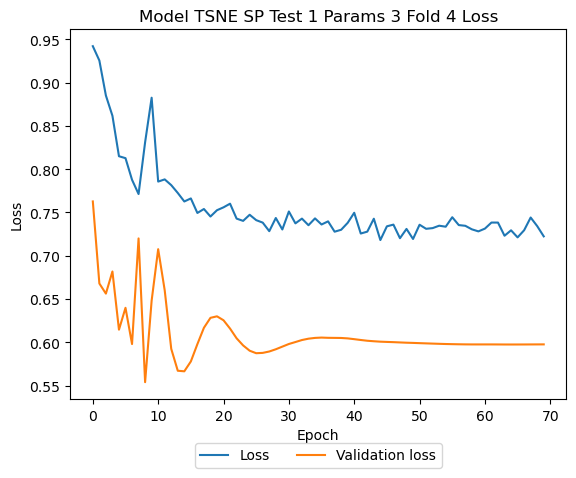 Model TSNE SP Test 1 Params 3 Fold 4 Loss
0.95
0.90
0.85
0.80
0.75
0.70
0.65
0.60
0.55
Loss
0 10 20 30 40 50 60 70
Epoch
Loss Validation loss